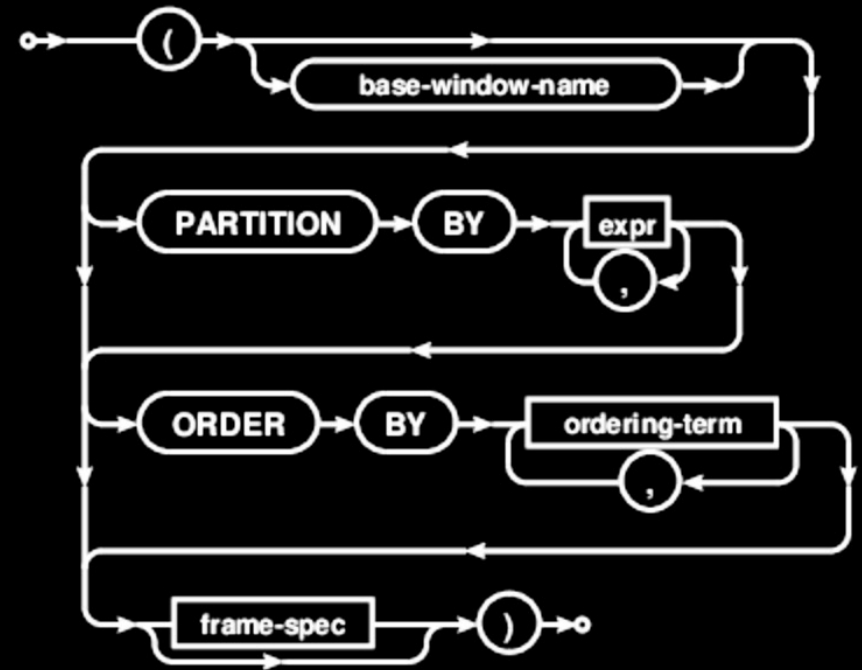 (
base-window-name
PARTITION BY expr
,
ORDER BY ordering-term
,
frame-spec )